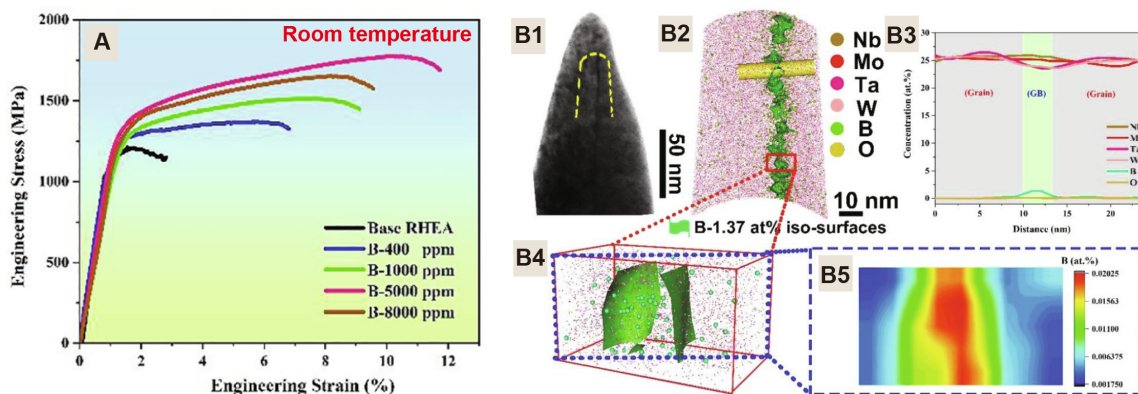 A
Room temperature
Engineering Stress (MPa)
2000
1500
1000
500
0
Base RHEA
B-400 ppm
B-1000 ppm
B-5000 ppm
B-8000 ppm
0 2 4 6 8 10 12
Engineering Strain (%)
B1
50 nm
B2
Nb
Mo
Ta
W
B
O
10 nm
B-1.37 at% iso-surfaces
B3
Concentration (at.%)
30
25
20
15
10
5
0
(Grain) (GB) (Grain)
N
M
Ta
W
B
O
0 5 10 15 20
Distance (nm)
B4
B5
B (at.%)
0.02025
0.01563
0.01100
0.006375
0.001750